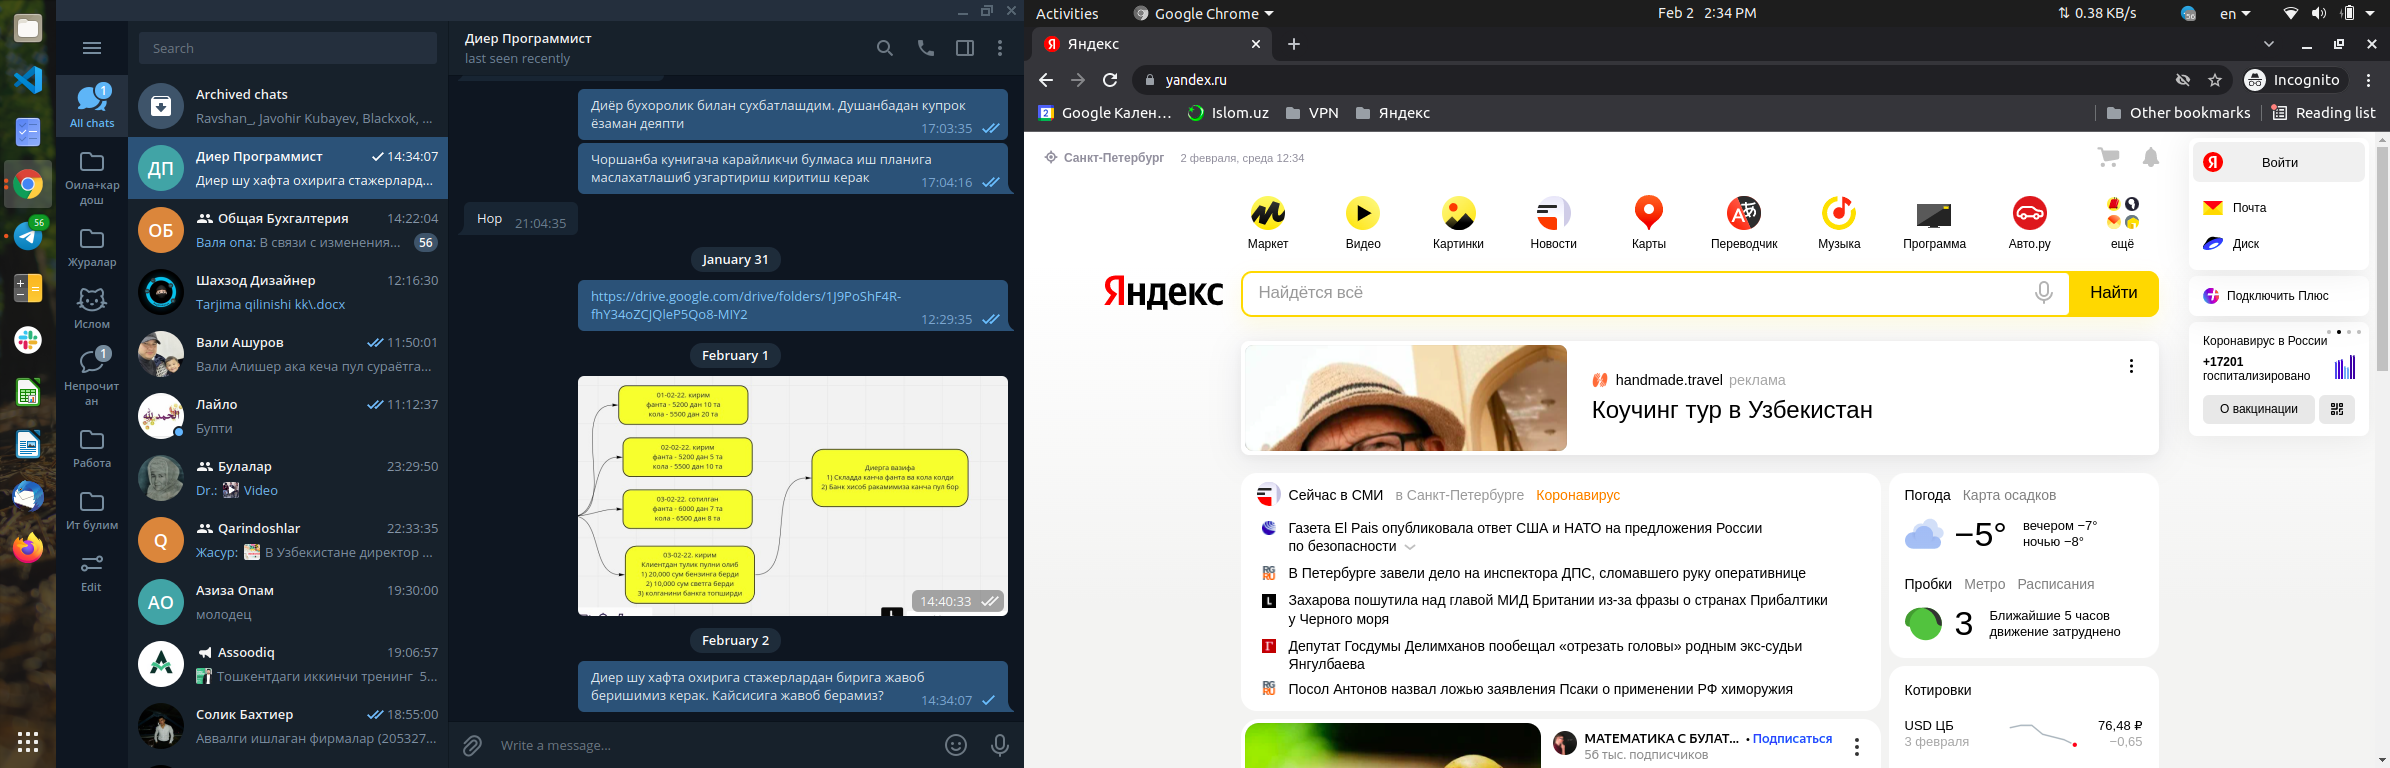 Search
All chats
1
Оила+кар
дош
Журалар
Ислом
1
Непрочит
ан
Работа
Ит булим
Edit
56
Archived chats
Ravshan_, Javohir Kubayev, Blackxok, ...
ДП
Диер Программист
14:34:07
Диер шу хафта охирига стажерлард...
ОБ
Общая Бухгалтерия
14:22:04
Валя опа: В связи с изменения...
56
Шахзод Дизайнер
12:16:30
Tarjima qilinishi kk\.docx
Вали Ашуров
11:50:01
Вали Алишер ака кеча пул сураётга...
Лайло
11:12:37
Бупти
Булалар
23:29:50
Dr.: Video
Q
Qarindoshlar
22:33:35
Жасур: В Узбекистане директор ...
АО
Азиза Опам
19:30:00
молодец
Assoodiq
19:06:57
Тошкентдаги иккинчи тренинг 5...
Солик Бахтиер
18:55:00
Аввалги ишлаган фирмалар (205327...
Диер Программист
last seen recently
Диёр бухоролик билан сухбатлашдим. Душанбадан купрок
ёзаман деяпти
17:03:35
Чоршанба кунигача карайликчи булмаса иш планига
маслахатлашиб узгартириш киритиш керак
17:04:16
Hop
21:04:35
January 31
https://drive.google.com/drive/folders/1J9PoShF4R-
fhY34oZCJQleP5Qo8-MIY2
12:29:35
February 1
01-02-22. кирим
фанта - 5200 дан 10 та
кола - 5500 дан 20 та
02-02-22. кирим
фанта - 5200 дан 5 та
кола - 5500 дан 10 та
03-02-22. сотилган
фанта - 6000 дан 7 та
кола - 6500 дан 8 та
03-02-22. кирим
Клиентдан тулик пулни олиб
1) 20,000 сум бензинга берди
2) 10,000 сум светга берди
3) колганини банкга топширди
Диерга вазифа
1) Складда канча фанта ва кола колди
2) Банк хисоб ракамимиза канча пул бор
14:40:33
February 2
Диер шу хафта охирига стажерлардан бирига жавоб
беришимиз керак. Кайсисига жавоб берамиз?
14:34:07
Write a message...
Activities
Google Chrome
Feb 2 2:34 PM
0.38 KB/s
56
en
Яндекс
yandex.ru
Incognito
Google Кален...
Islom.uz
VPN
Яндекс
Other bookmarks
Reading list
Санкт-Петербург
2 февраля, среда 12:34
Маркет
Видео
Картинки
Новости
Карты
Переводчик
Музыка
Программа
Авто.ру
ещё
Яндекс
Найдётся всё
Найти
Войти
Почта
Диск
Подключить Плюс
Коронавирус в России
+17201
госпитализировано
О вакцинации
handmade.travel реклама
Коучинг тур в Узбекистан
Сейчас в СМИ
в Санкт-Петербурге
Коронавирус
Газета El Pais опубликовала ответ США и НАТО на предложения России
по безопасности
В Петербурге завели дело на инспектора ДПС, сломавшего руку оперативнице
Захарова пошутила над главой МИД Британии из-за фразы о странах Прибалтики
у Черного моря
Депутат Госдумы Делимханов пообещал «отрезать головы» родным экс-судьи
Янгулбаева
Посол Антонов назвал ложью заявления Псаки о применении РФ химоружия
Погода
Карта осадков
−5°
вечером −7°
ночью −8°
Пробки
Метро
Расписания
3
Ближайшие 5 часов
движение затруднено
Котировки
USD ЦБ
76,48 ₽
3 февраля
−0,65
МАТЕМАТИКА С БУЛАТ...
• Подписаться
56 тыс. подписчиков